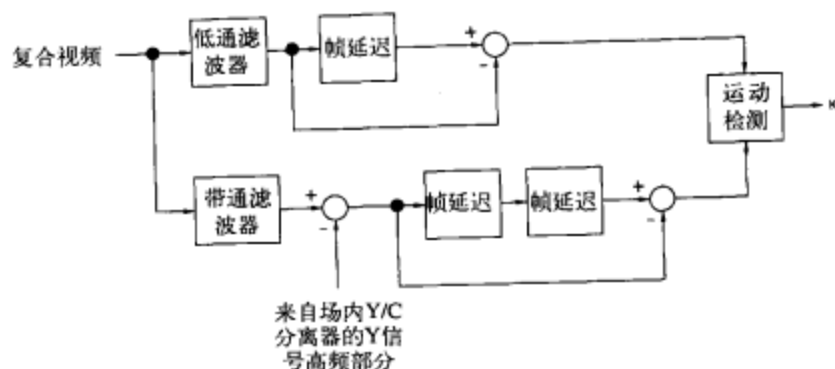 复合视频
低通滤
波器
帧延迟
+
-
运动
检测
κ
带通滤
波器
+
-
帧延迟
帧延迟
+
-
来自场内Y/C
分离器的Y信
号高频部分